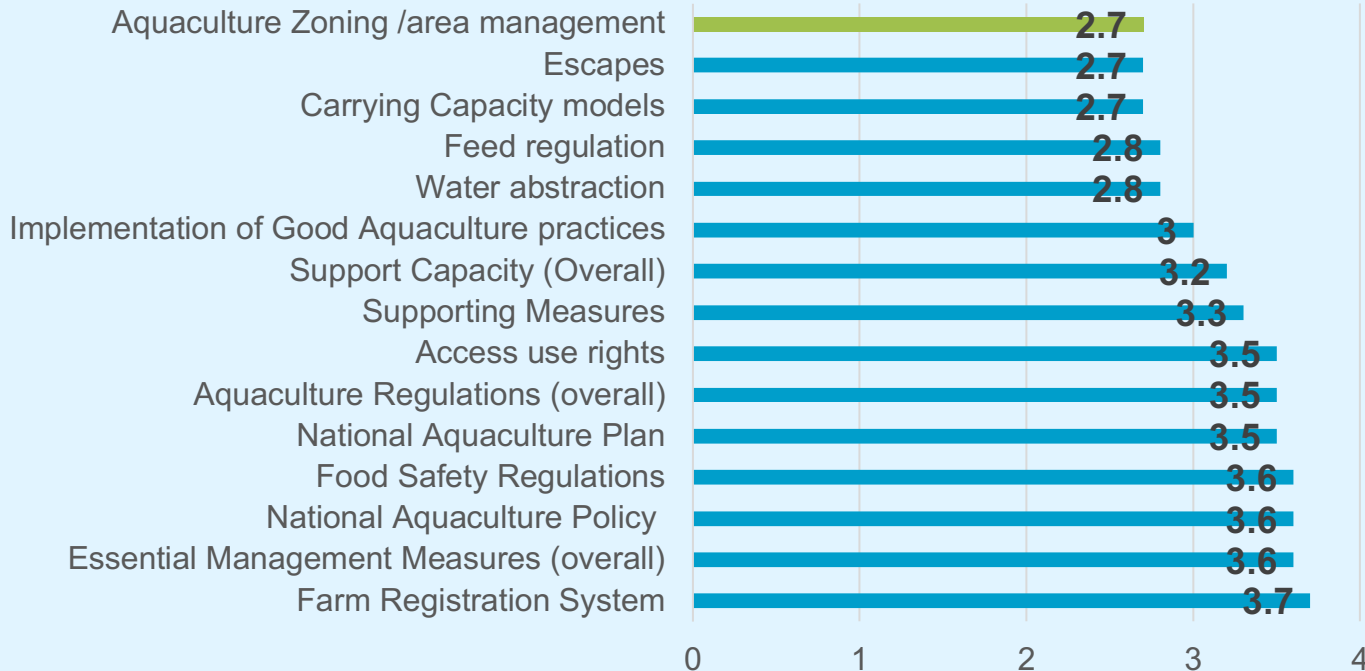 Aquaculture Zoning /area management 2.7
Escapes 2.7
Carrying Capacity models 2.7
Feed regulation 2.8
Water abstraction 2.8
Implementation of Good Aquaculture practices 3
Support Capacity (Overall) 3.2
Supporting Measures 3.3
Access use rights 3.5
Aquaculture Regulations (overall) 3.5
National Aquaculture Plan 3.5
Food Safety Regulations 3.6
National Aquaculture Policy 3.6
Essential Management Measures (overall) 3.6
Farm Registration System 3.7
0 1 2 3 4